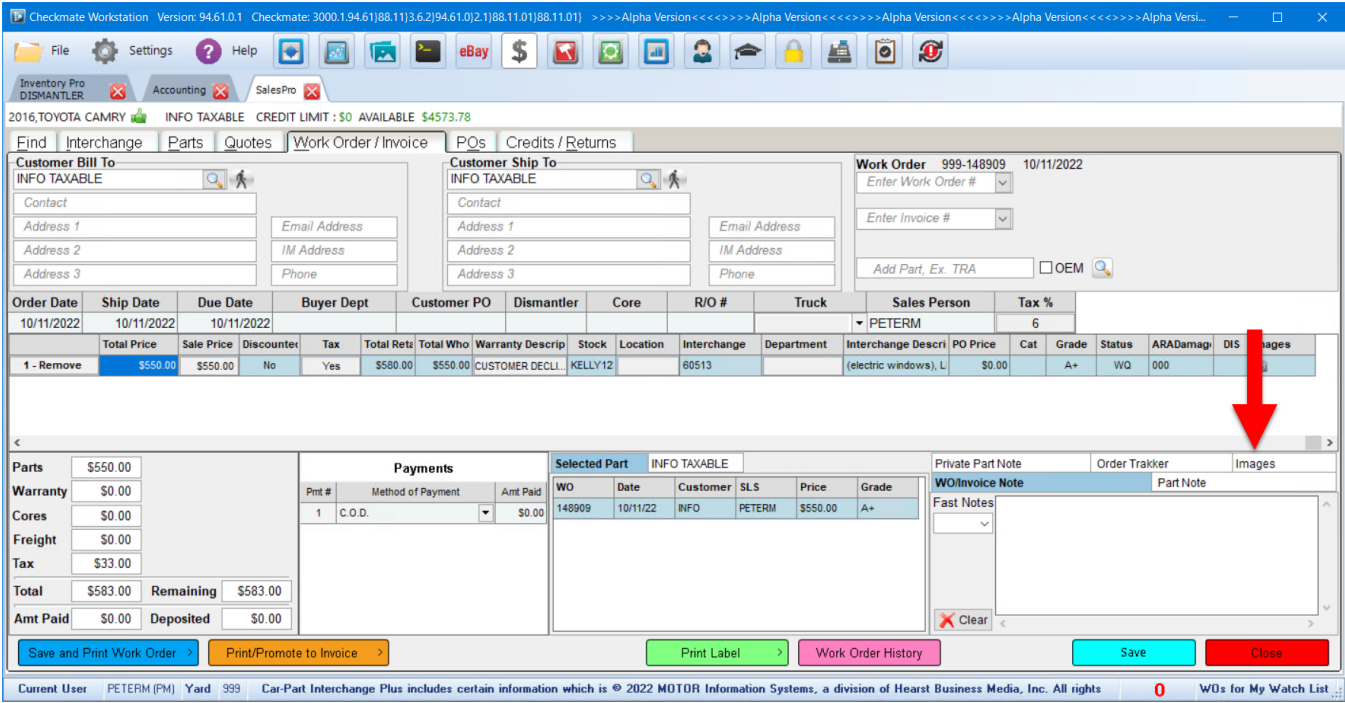 Checkmate Workstation Version: 94.61.0.1 Checkmate: 3000.1.94.61}88.11}3.6.2}94.61.0}2.1}88.11.01}88.11.01} >>>>Alpha Version<<<<>>>>Alpha Version<<<<>>>>Alpha Version<<<<>>>>Alpha Version<<<<>>>>Alpha Versi...
File Settings Help eBay $
Inventory Pro
DISMANTLER Accounting SalesPro
2016,TOYOTA CAMRY INFO TAXABLE CREDIT LIMIT : $0 AVAILABLE $4573.78
Find Interchange Parts Quotes Work Order / Invoice POs Credits / Returns
Customer Bill To Customer Ship To Work Order 999-148909 10/11/2022
INFO TAXABLE INFO TAXABLE Enter Work Order #
Contact Contact
Address 1 Email Address Address 1 Email Address Enter Invoice #
Address 2 IM Address Address 2 IM Address
Address 3 Phone Address 3 Phone Add Part, Ex. TRA OEM
Order Date Ship Date Due Date Buyer Dept Customer PO Dismantler Core R/O # Truck Sales Person Tax %
10/11/2022 10/11/2022 10/11/2022 PETERM 6
Total Price Sale Price Discounte Tax Total Reta Total Who Warranty Descrip Stock Location Interchange Department Interchange Descri PO Price Cat Grade Status ARADamag DIS ages
1 - Remove $550.00 $550.00 No Yes $580.00 $550.00 CUSTOMER DECLI... KELLY12 60513 (electric windows), L $0.00 A+ WQ 000
Parts $550.00 Payments Selected Part INFO TAXABLE Private Part Note Order Trakker Images
Warranty $0.00 Pmt # Method of Payment Amt Paid WO Date Customer SLS Price Grade WO/Invoice Note Part Note
Cores $0.00 1 C.O.D. $0.00 148909 10/11/22 INFO PETERM $550.00 A+ Fast Notes
Freight $0.00
Tax $33.00
Total $583.00 Remaining $583.00
Amt Paid $0.00 Deposited $0.00 Clear
Save and Print Work Order > Print/Promote to Invoice > Print Label > Work Order History Save Close
Current User PETERM (PM) Yard 999 Car-Part Interchange Plus includes certain information which is © 2022 MOTOR Information Systems, a division of Hearst Business Media, Inc. All rights 0 WOs for My Watch List